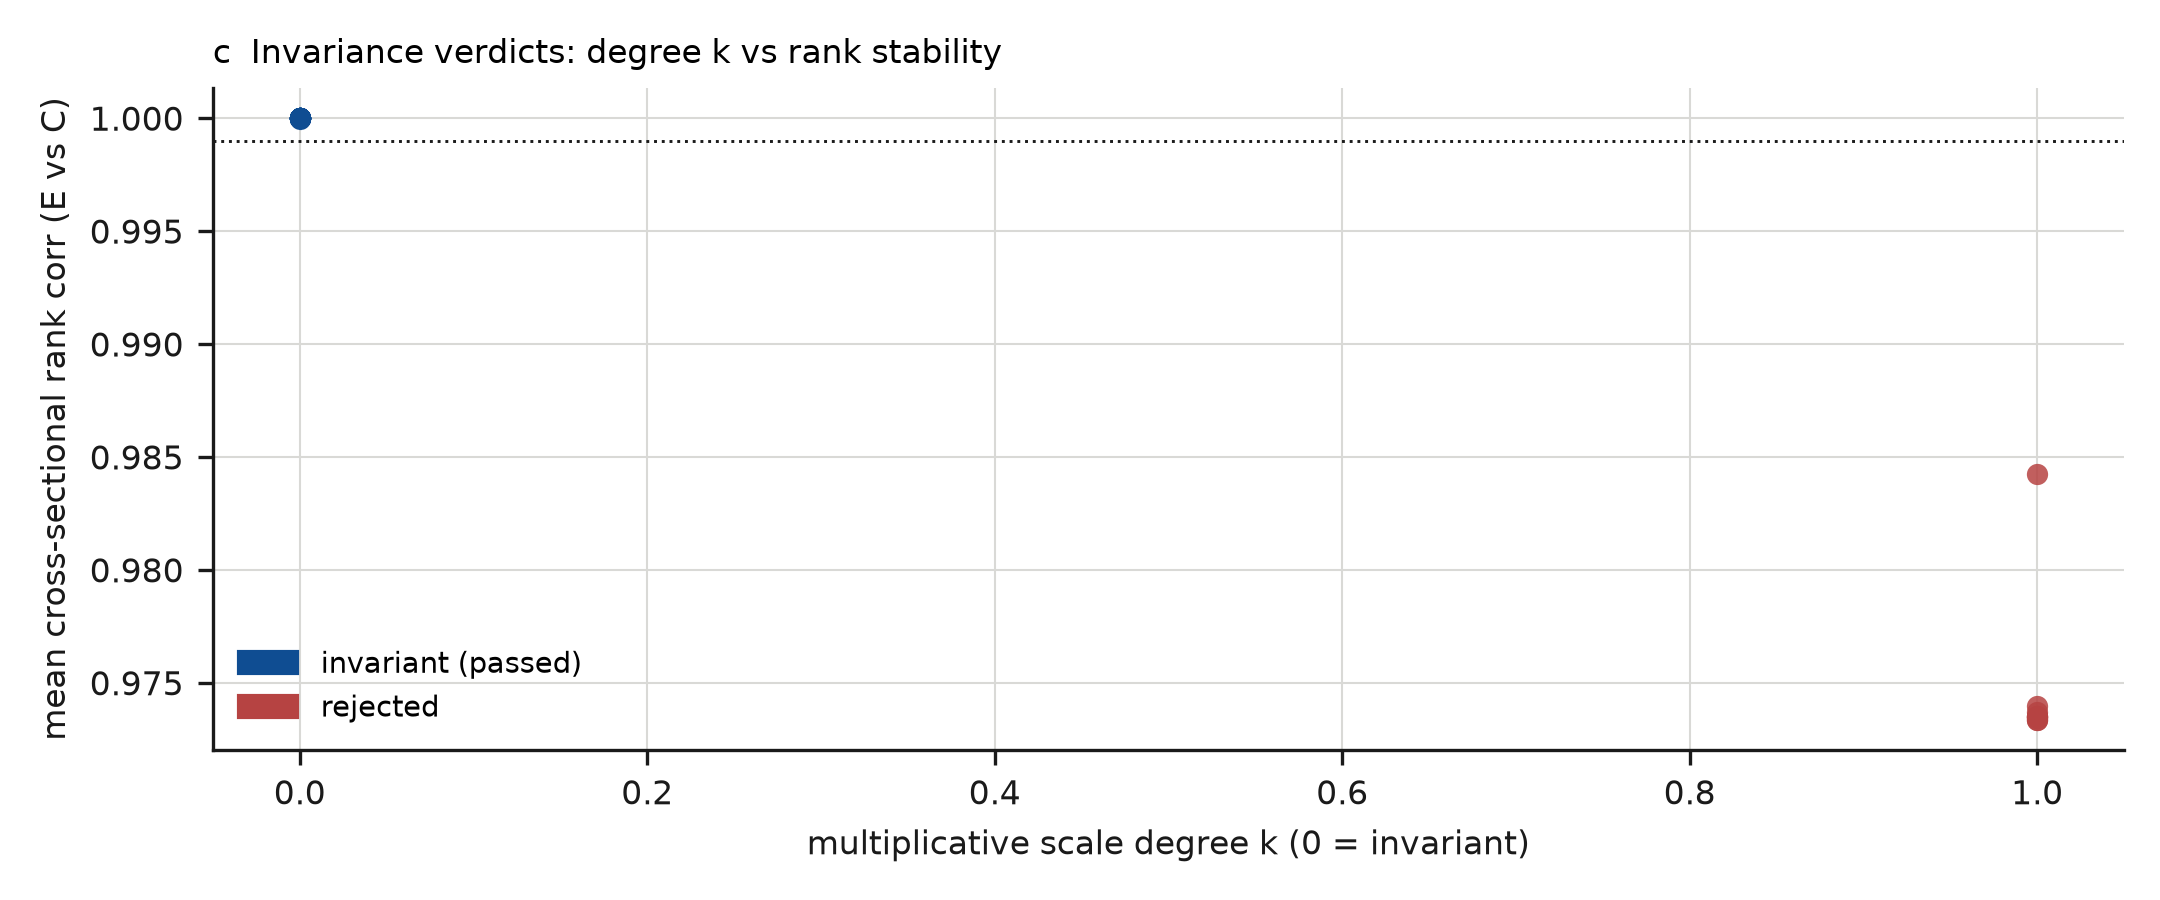 c  Invariance verdicts: degree k vs rank stability
mean cross-sectional rank corr (E vs C)
1.000
0.995
0.990
0.985
0.980
0.975
invariant (passed)
rejected
0.0 0.2 0.4 0.6 0.8 1.0
multiplicative scale degree k (0 = invariant)